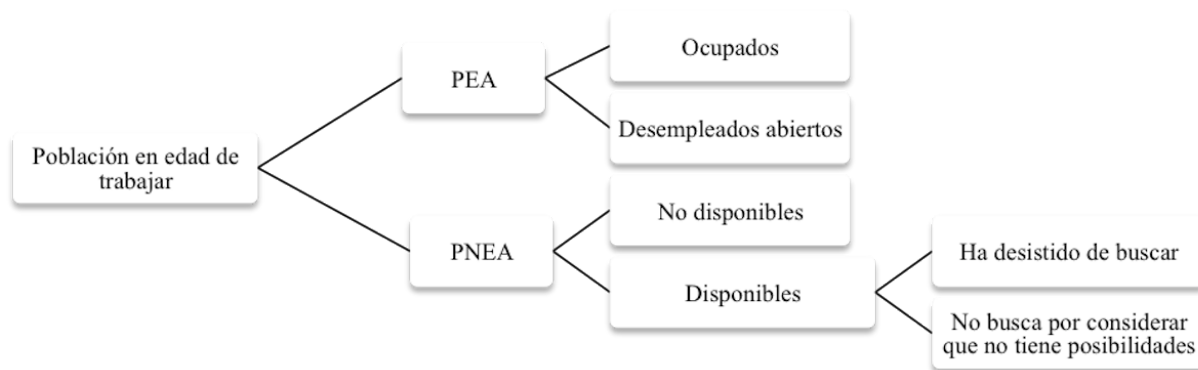 Población en edad de
trabajar
PEA
Ocupados
Desempleados abiertos
PNEA
No disponibles
Disponibles
Ha desistido de buscar
No busca por considerar
que no tiene posibilidades